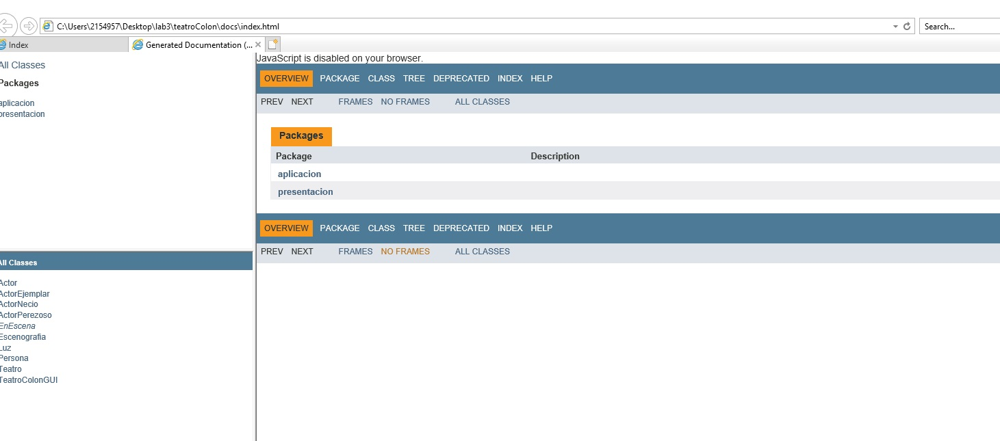 C:\Users\2154957\Desktop\lab3\teatroColon\docs\index.html
Search...
Index
Generated Documentation (...
All Classes
Packages
aplicacion
presentacion
All Classes
Actor
ActorEjemplar
ActorNecio
ActorPerezoso
EnEscena
Escenografia
Luz
Persona
Teatro
TeatroColonGUI
JavaScript is disabled on your browser.
OVERVIEW PACKAGE CLASS TREE DEPRECATED INDEX HELP
PREV NEXT FRAMES NO FRAMES ALL CLASSES
Packages
Package Description
aplicacion
presentacion
OVERVIEW PACKAGE CLASS TREE DEPRECATED INDEX HELP
PREV NEXT FRAMES NO FRAMES ALL CLASSES